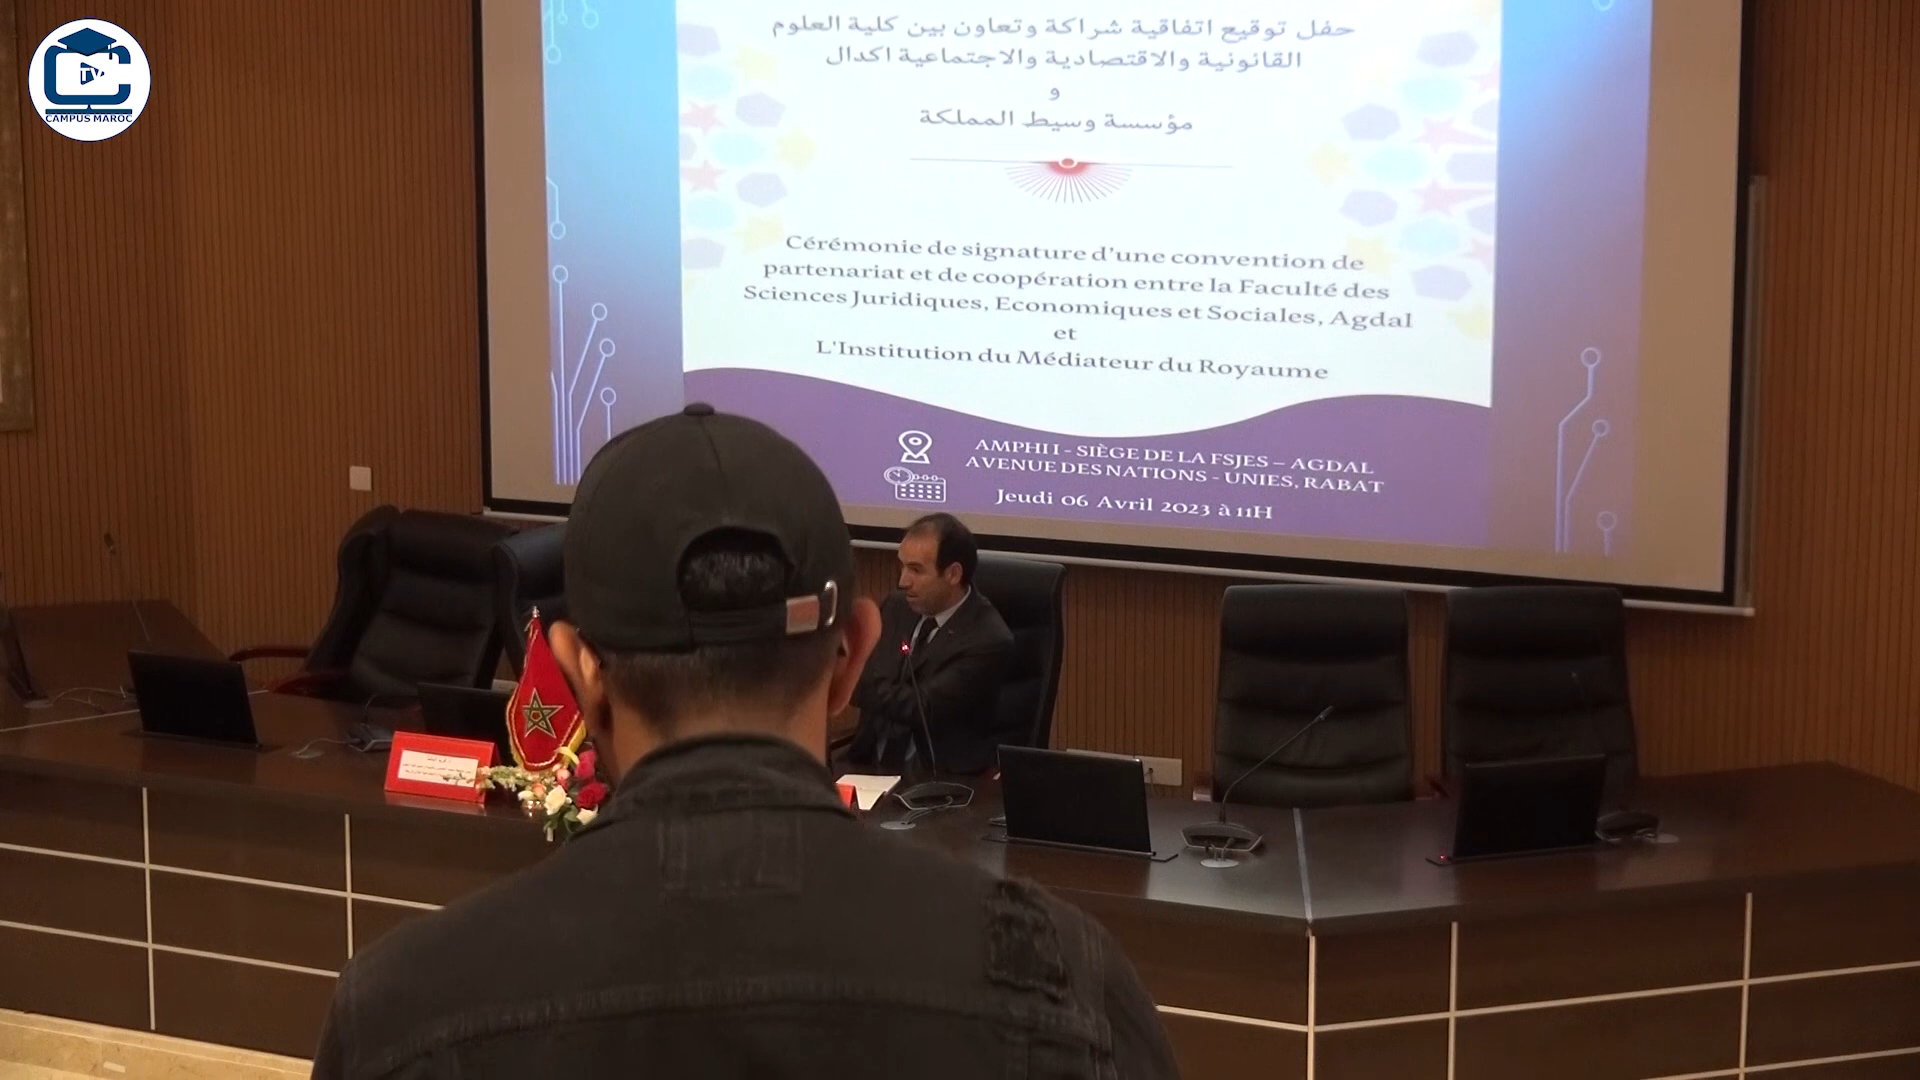 TV
CAMPUS MAROC
حفل توقيع اتفاقية شراكة وتعاون بين كلية العلوم
القانونية والاقتصادية والاجتماعية اكدال
و
مؤسسة وسيط المملكة
Cérémonie de signature d'une convention de
partenariat et de coopération entre la Faculté des
Sciences Juridiques, Economiques et Sociales, Agdal
et
L'Institution du Médiateur du Royaume
AMPHI I - SIÈGE DE LA FSJES – AGDAL
AVENUE DES NATIONS - UNIES, RABAT
Jeudi 06 Avril 2023 à 11H